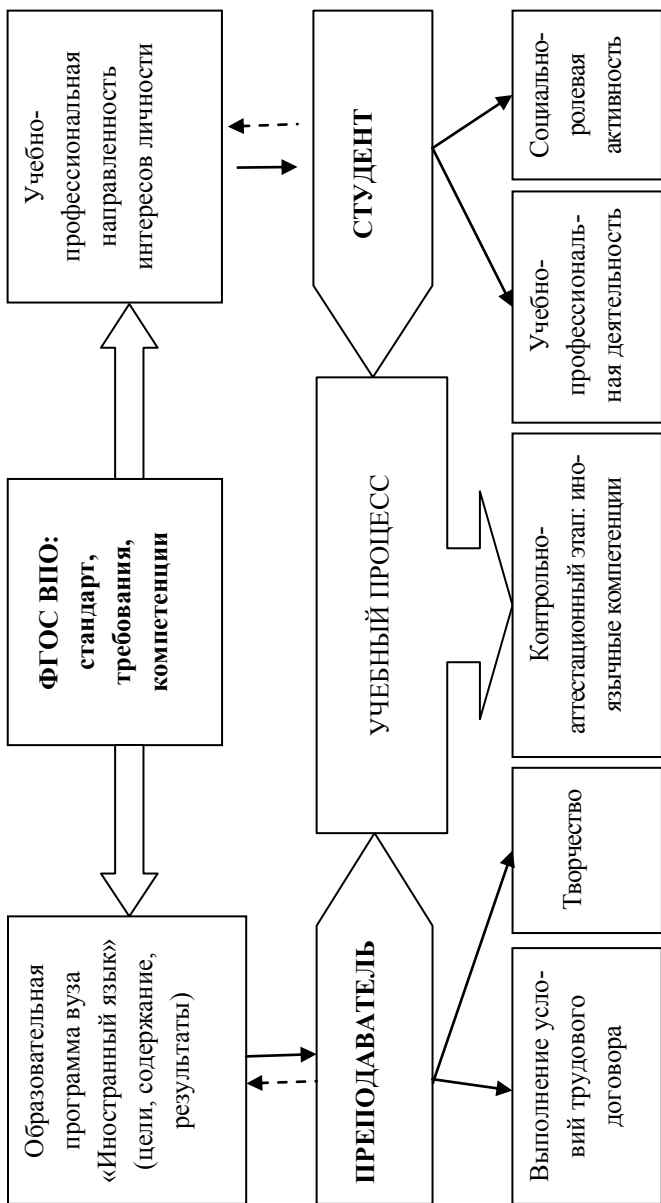 Образовательная
программа вуза
«Иностранный язык»
(цели, содержание,
результаты)
ФГОС ВПО:
стандарт,
требования,
компетенции
Учебно-
профессиональная
направленность
интересов личности
ПРЕПОДАВАТЕЛЬ
УЧЕБНЫЙ ПРОЦЕСС
СТУДЕНТ
Выполнение усло-
вий трудового
договора
Творчество
Контрольно-
аттестационный этап: ино-
язычные компетенции
Учебно-
профессиональ-
ная деятельность
Социально-
ролевая
активность